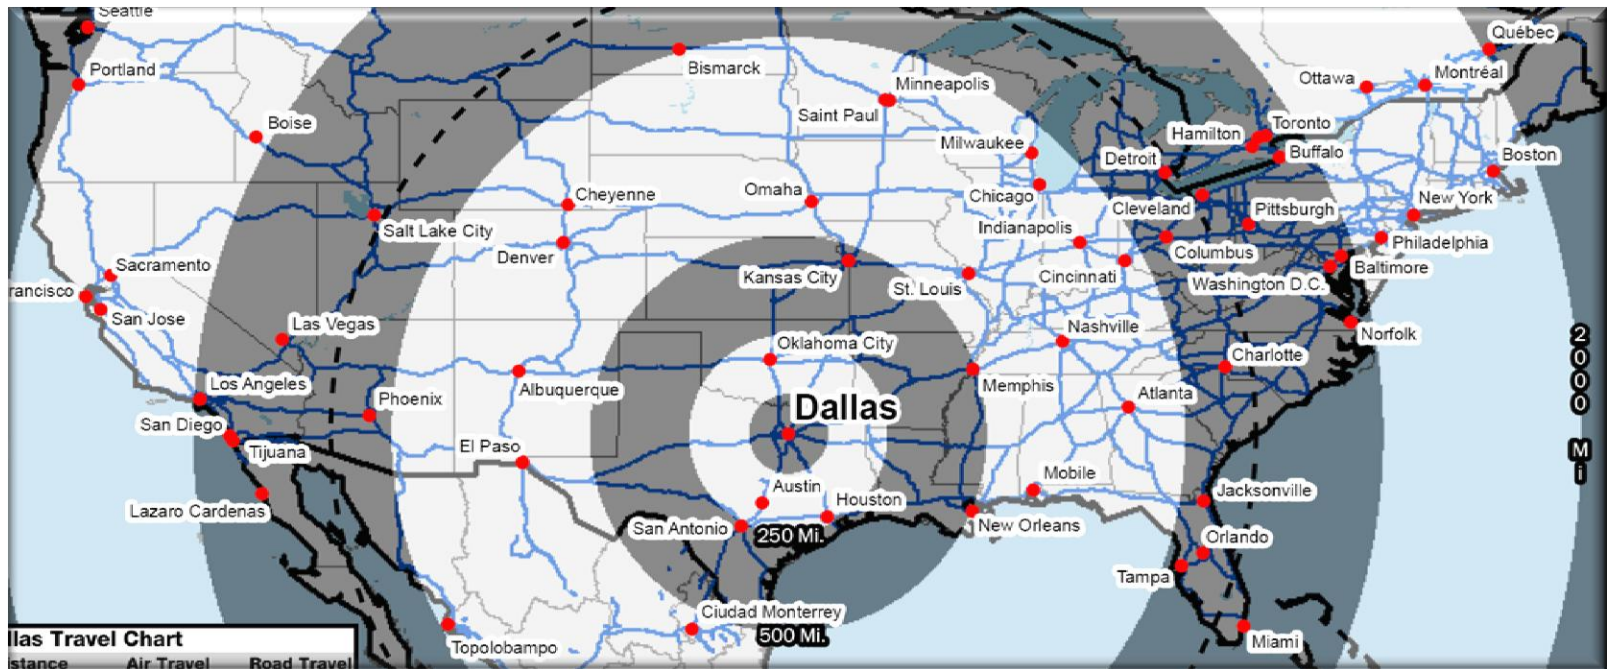 Seattle
Québec
Portland
Bismarck
Ottawa
Montréal
Minneapolis
Saint Paul
Boise
Hamilton
Toronto
Milwaukee
Detroit
Buffalo
Boston
Cheyenne
Omaha
Chicago
Cleveland
Pittsburgh
New York
Salt Lake City
Indianapolis
Denver
Columbus
Philadelphia
Sacramento
Kansas City
St. Louis
Cincinnati
Washington D.C.
Baltimore
rancisco
San Jose
Las Vegas
Nashville
Norfolk
Oklahoma City
2000 Mi
Charlotte
Los Angeles
Albuquerque
Memphis
Phoenix
Dallas
Atlanta
San Diego
El Paso
Tijuana
Mobile
Austin
Jacksonville
Houston
Lazaro Cardenas
San Antonio
New Orleans
250 Mi.
Orlando
Tampa
Ciudad Monterrey
500 Mi.
Topolobampo
Miami
llas Travel Chart
stance Air Travel Road Travel